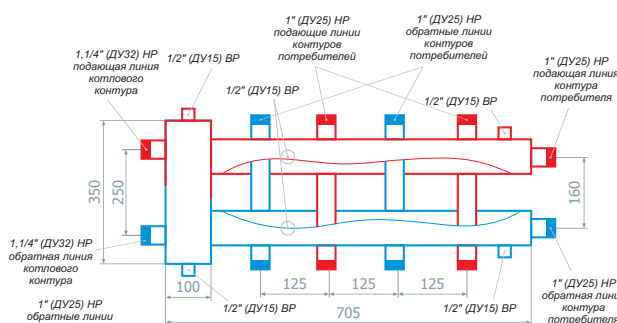 1" (ДУ25) НР
подающие линии
контуров
потребителей
1" (ДУ25) НР
обратные линии
контуров
потребителей
1,1/4" (ДУ32) НР
подающая линия
котлового
контура
1/2" (ДУ15) ВР
1" (ДУ25) НР
подающая линия
контура
потребителя
1/2" (ДУ15) ВР
1/2" (ДУ15) ВР
350
250
160
1,1/4" (ДУ32) НР
обратная линия
котлового
контура
100
125
125
125
1/2" (ДУ15) ВР
1/2" (ДУ15) ВР
705
1" (ДУ25) НР
обратная линия
контура
потребителя
1" (ДУ25) НР
обратные линии